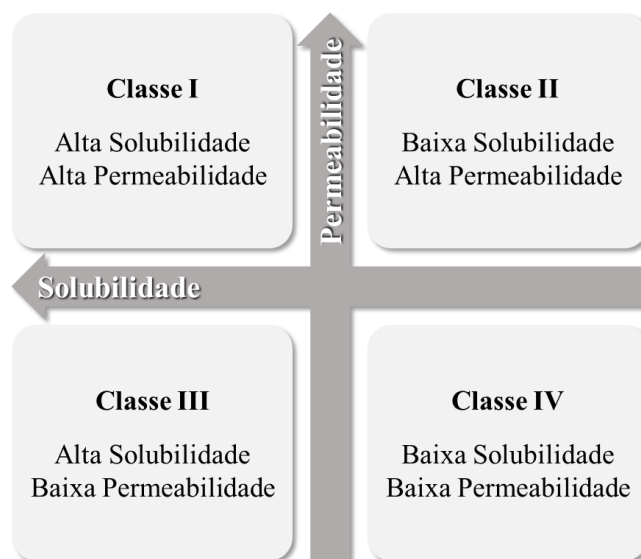 Classe I
Alta Solubilidade
Alta Permeabilidade
Permeabilidade
Classe II
Baixa Solubilidade
Alta Permeabilidade
Solubilidade
Classe III
Alta Solubilidade
Baixa Permeabilidade
Classe IV
Baixa Solubilidade
Baixa Permeabilidade